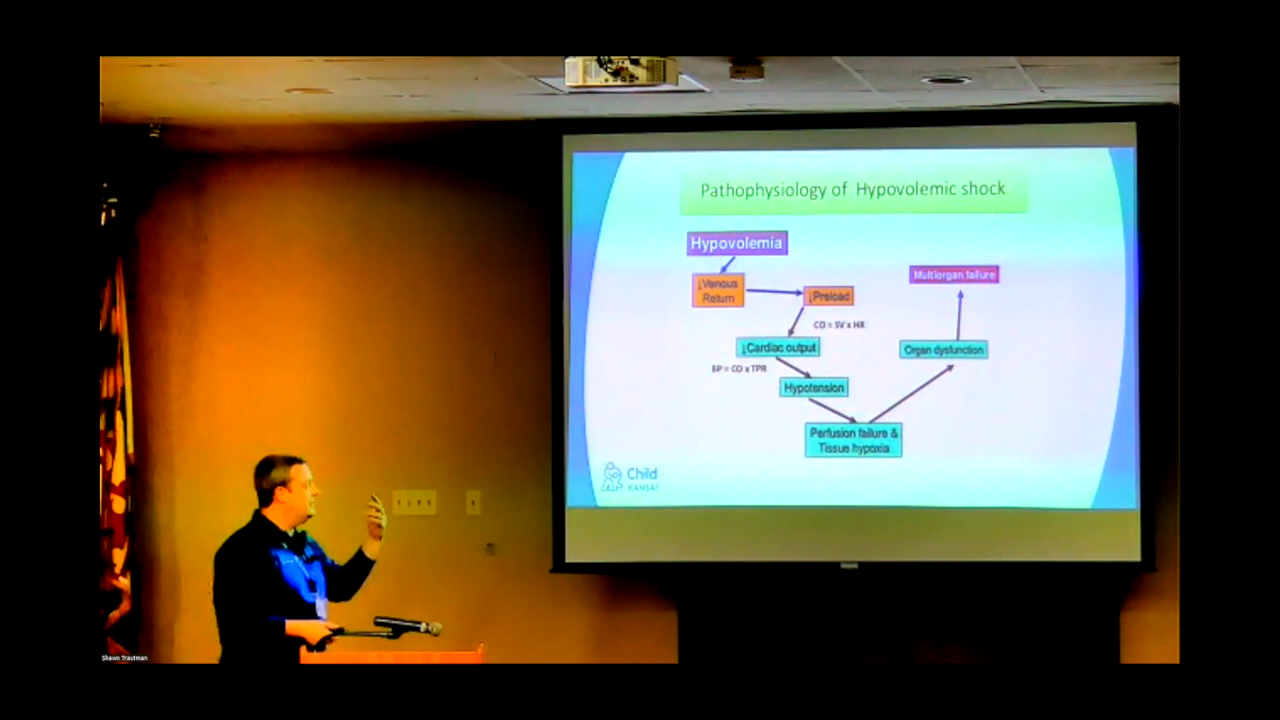 Pathophysiology of Hypovolemic shock
Hypovolemia
↓Venous
Return
↓Preload
Multiorgan failure
CO = SV x HR
↓Cardiac output
Organ dysfunction
BP = CO x TPR
Hypotension
Perfusion failure &
Tissue hypoxia
Child
KANSAS
Shawn Trautman